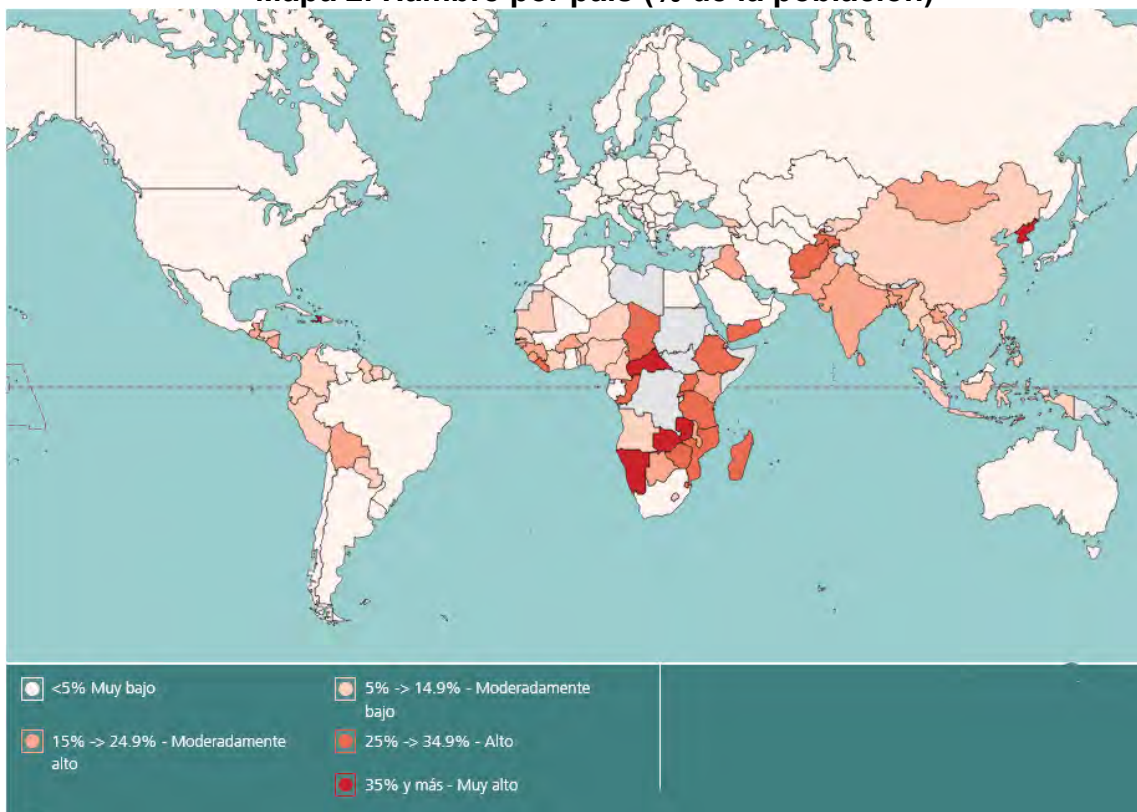 Mapa 2. Hambre por país (% de la población)
<5% Muy bajo
5% -> 14.9% - Moderadamente
bajo
15% -> 24.9% - Moderadamente
alto
25% -> 34.9% - Alto
35% y más - Muy alto